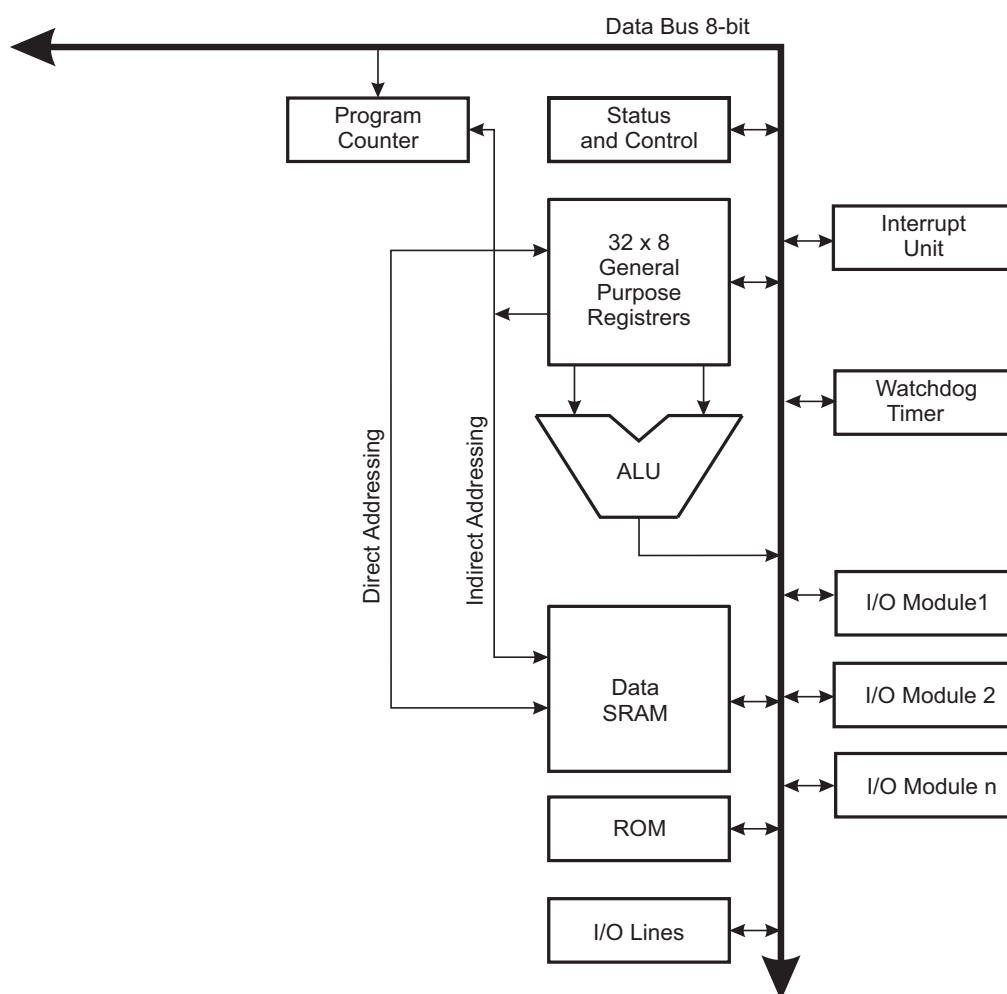 Data Bus 8-bit
Program
Counter
Status
and Control
32 x 8
General
Purpose
Registrers
Interrupt
Unit
Watchdog
Timer
Direct Addressing
Indirect Addressing
ALU
I/O Module1
Data
SRAM
I/O Module 2
I/O Module n
ROM
I/O Lines